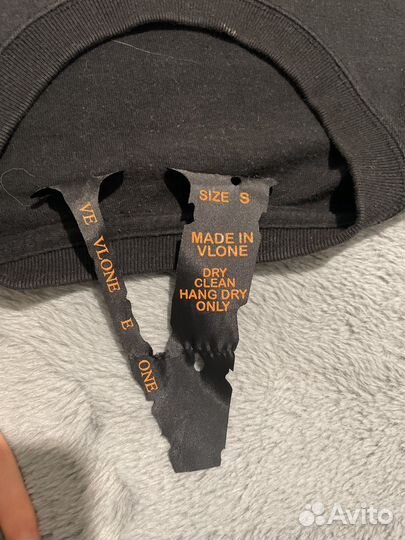 VE VLONE E ONE
SIZE S
MADE IN
VLONE
DRY
CLEAN
HANG DRY
ONLY
Avito